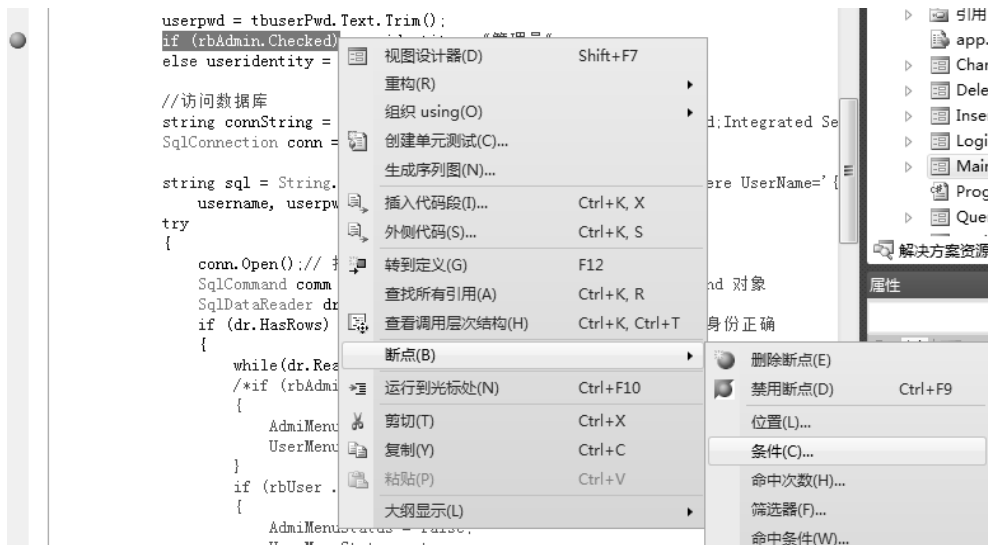 userpwd = tbuserPwd.Text.Trim();
if (rbAdmin.Checked)
else useridentity =
//访问数据库
string connString =
d;Integrated Se
SqlConnection conn =
string sql = String.
ere UserName='{
username, userpw
try
{
conn.Open();//
SqlCommand comm
nd 对象
SqlDataReader dr
if (dr.HasRows)
身份正确
{
while(dr.Rea
/*if (rbAdmi
{
AdmiMenu
UserMenu
}
if (rbUser .
{
AdmiMenuStatus = false;
视图设计器(D) Shift+F7
重构(R)
组织 using(O)
创建单元测试(C)...
生成序列图(N)...
插入代码段(I)... Ctrl+K, X
外侧代码(S)... Ctrl+K, S
转到定义(G) F12
查找所有引用(A) Ctrl+K, R
查看调用层次结构(H) Ctrl+K, Ctrl+T
断点(B)
运行到光标处(N) Ctrl+F10
剪切(T) Ctrl+X
复制(Y) Ctrl+C
粘贴(P) Ctrl+V
大纲显示(L)
删除断点(E)
禁用断点(D) Ctrl+F9
位置(L)...
条件(C)...
命中次数(H)...
筛选器(F)...
命中条件(W)...
引用
app.
Char
Dele
Inse
Logi
Mair
Prog
Que
解决方案资源
属性